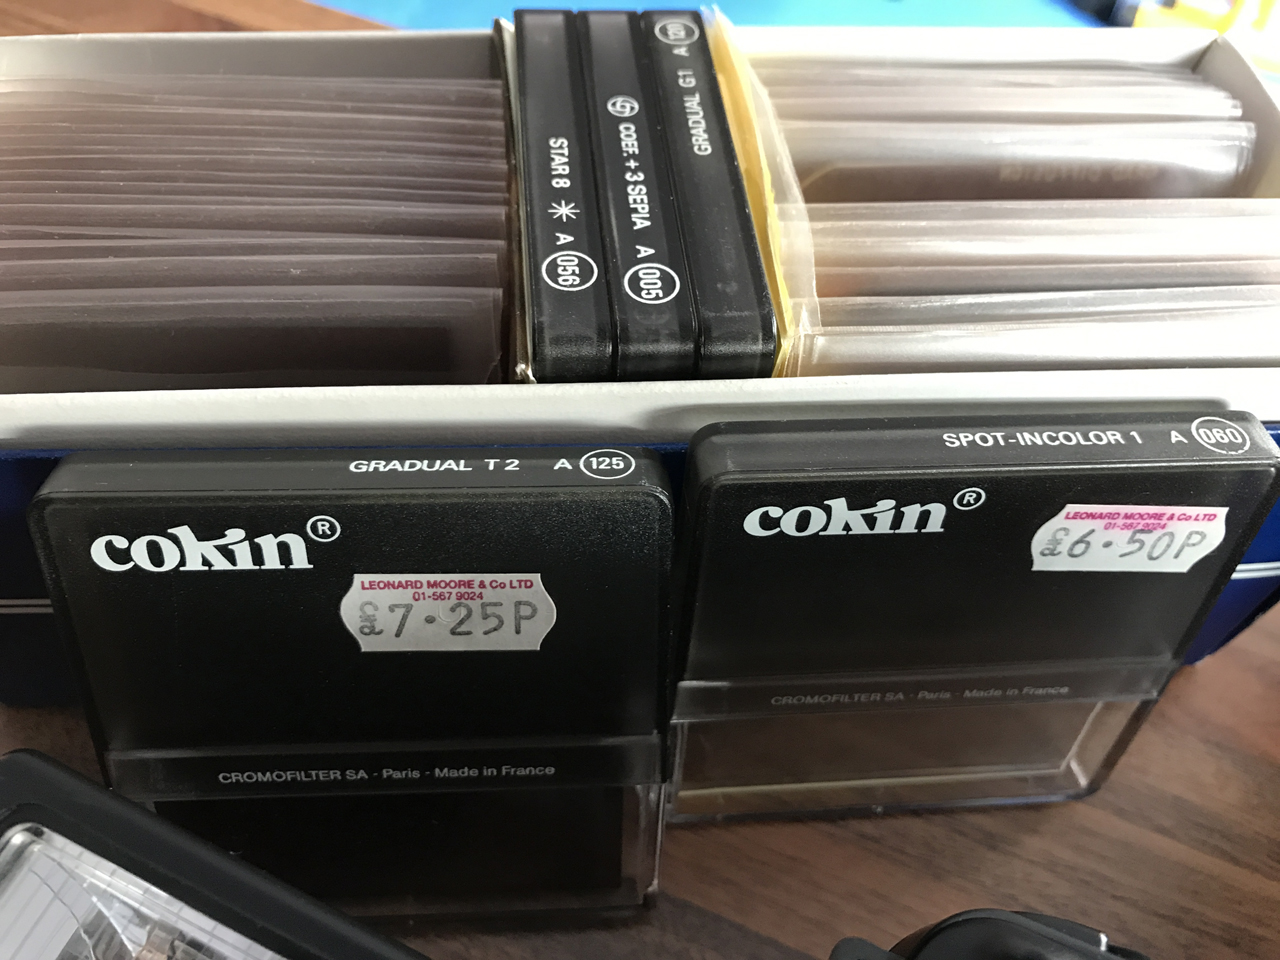 STAR 8 A 056
COEF. + 3 SEPIA A 005
GRADUAL G1 A 120
GRADUAL T2 A 125
cokin®
LEONARD MOORE & Co LTD
01-567 9024
£7.25P
CROMOFILTER SA - Paris - Made in France
SPOT-INCOLOR 1 A 060
cokin®
LEONARD MOORE & Co LTD
01-567 9024
£6.50P
CROMOFILTER SA - Paris - Made in France